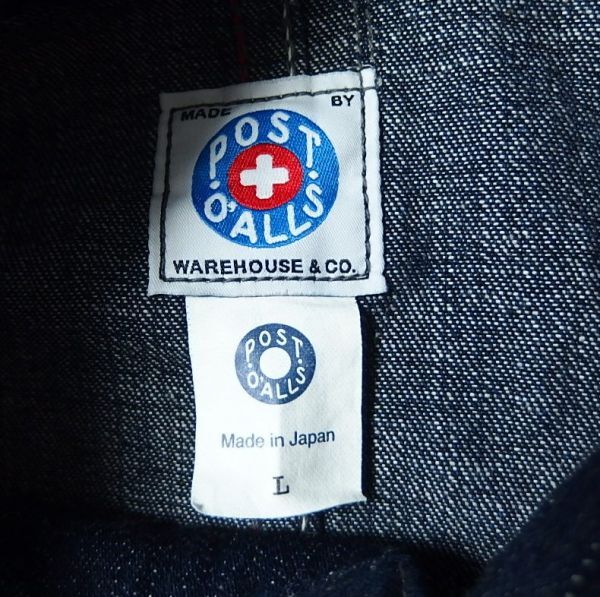 MADE BY
POST
O'ALLS
WAREHOUSE & CO.
POST
O'ALLS
Made in Japan
L